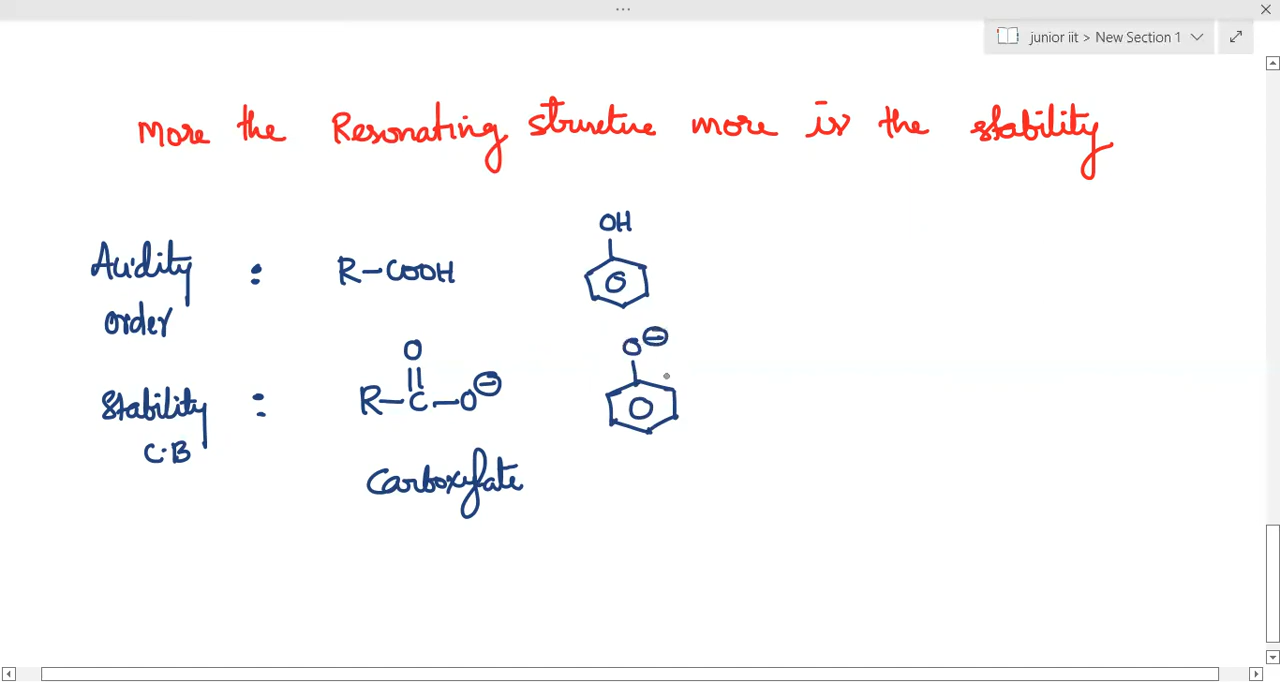 junior iit > New Section 1
More the Resonating structure more is the stability
Acidity order : R-COOH OH
Stability C.B : R-C-O⊖ O O⊖
Carboxylate